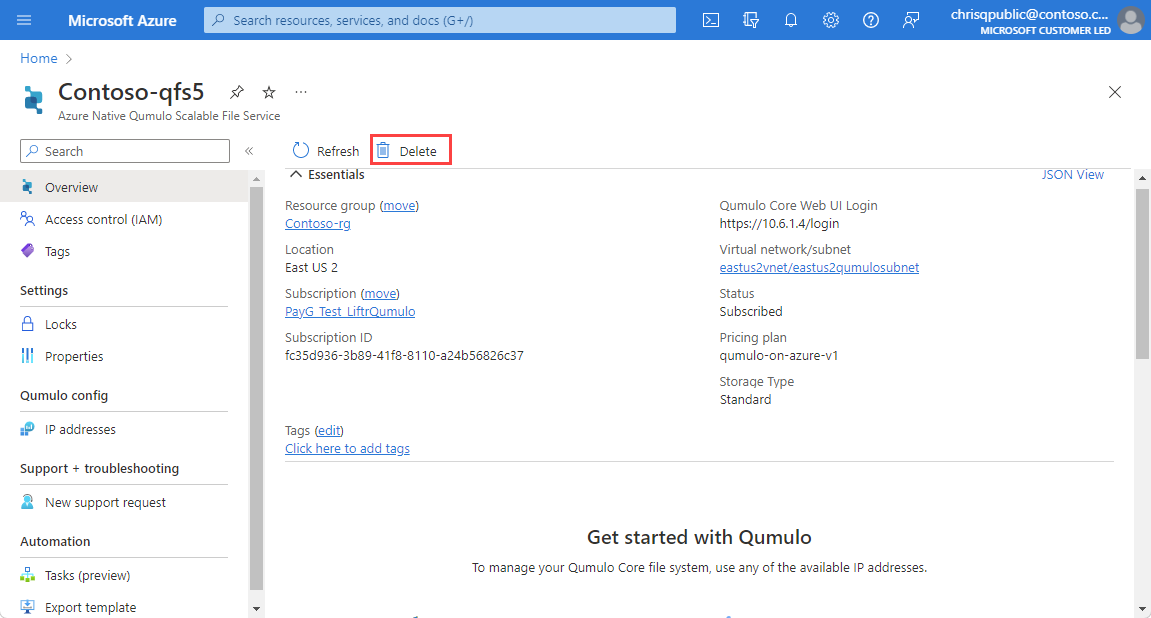 Microsoft Azure
Search resources, services, and docs (G+/)
chrisqpublic@contoso.c...
MICROSOFT CUSTOMER LED
Home
Contoso-qfs5
Azure Native Qumulo Scalable File Service
Search
Overview
Access control (IAM)
Tags
Settings
Locks
Properties
Qumulo config
IP addresses
Support + troubleshooting
New support request
Automation
Tasks (preview)
Export template
Refresh
Delete
Essentials
JSON View
Resource group (move)
Contoso-rg
Location
East US 2
Subscription (move)
PayG_Test_LiftrQumulo
Subscription ID
fc35d936-3b89-41f8-8110-a24b56826c37
Qumulo Core Web UI Login
https://10.6.1.4/login
Virtual network/subnet
eastus2vnet/eastus2qumulosubnet
Status
Subscribed
Pricing plan
qumulo-on-azure-v1
Storage Type
Standard
Tags (edit)
Click here to add tags
Get started with Qumulo
To manage your Qumulo Core file system, use any of the available IP addresses.